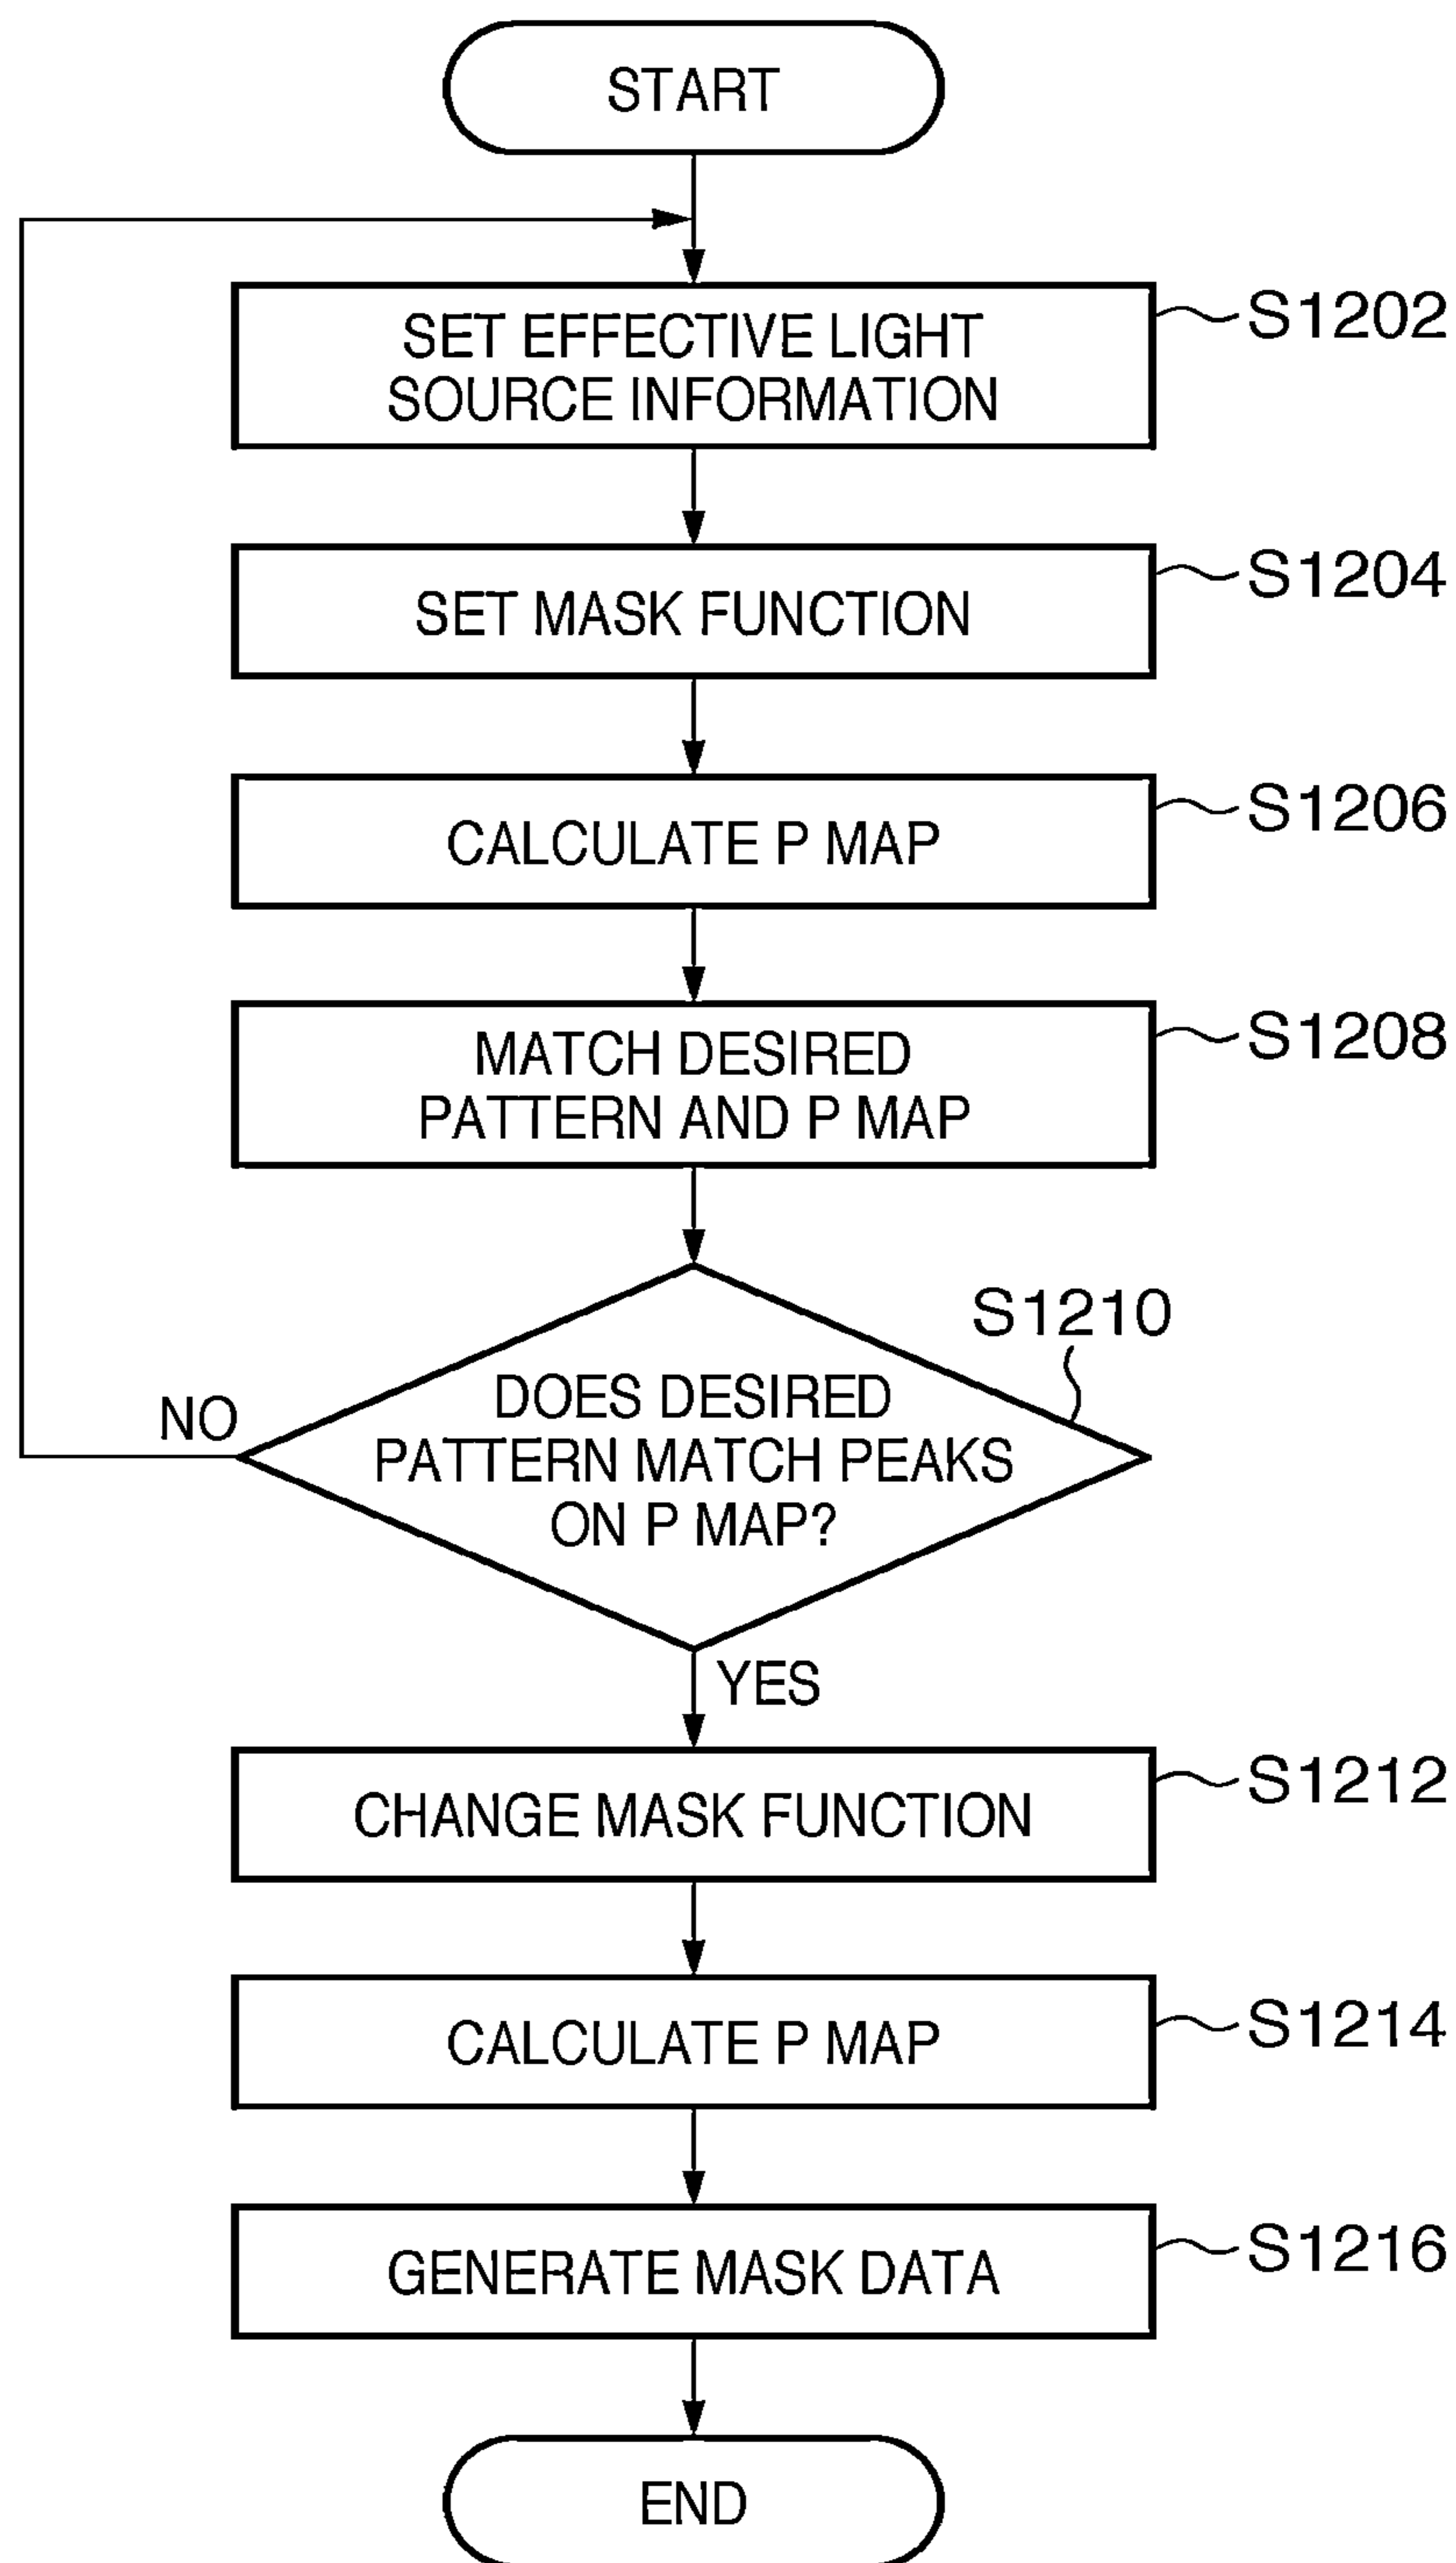 START
SET EFFECTIVE LIGHT
SOURCE INFORMATION
S1202
SET MASK FUNCTION
S1204
CALCULATE P MAP
S1206
MATCH DESIRED
PATTERN AND P MAP
S1208
S1210
DOES DESIRED
PATTERN MATCH PEAKS
ON P MAP?
NO
YES
CHANGE MASK FUNCTION
S1212
CALCULATE P MAP
S1214
GENERATE MASK DATA
S1216
END